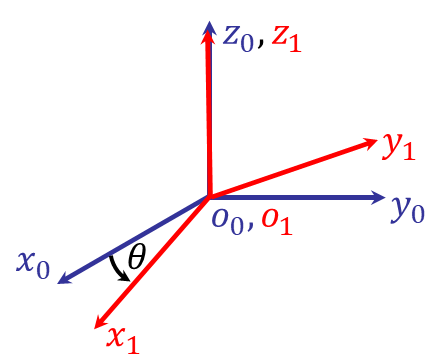 z₀, z₁
y₁
y₀
o₀, o₁
x₀
θ
x₁